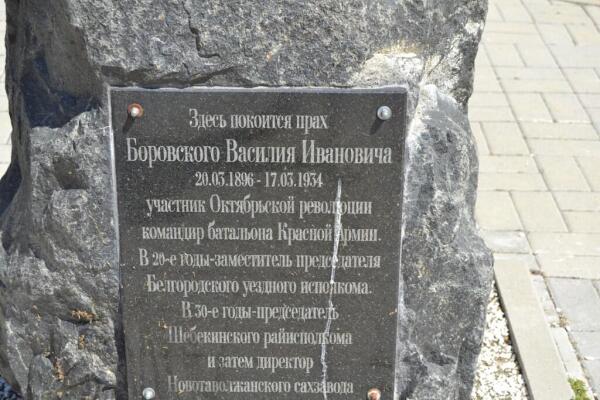 Здесь покоится прах
Боровского Василия Ивановича
20.03.1896 - 17.03.1934
участник Октябрьской революции
командир батальона Красной Армии.
В 20-е годы-заместитель председателя
Белгородского уездного исполкома.
В 30-е годы-председатель
Шебекинского райисполкома
и затем директор
Новотаволжанского сахзавода